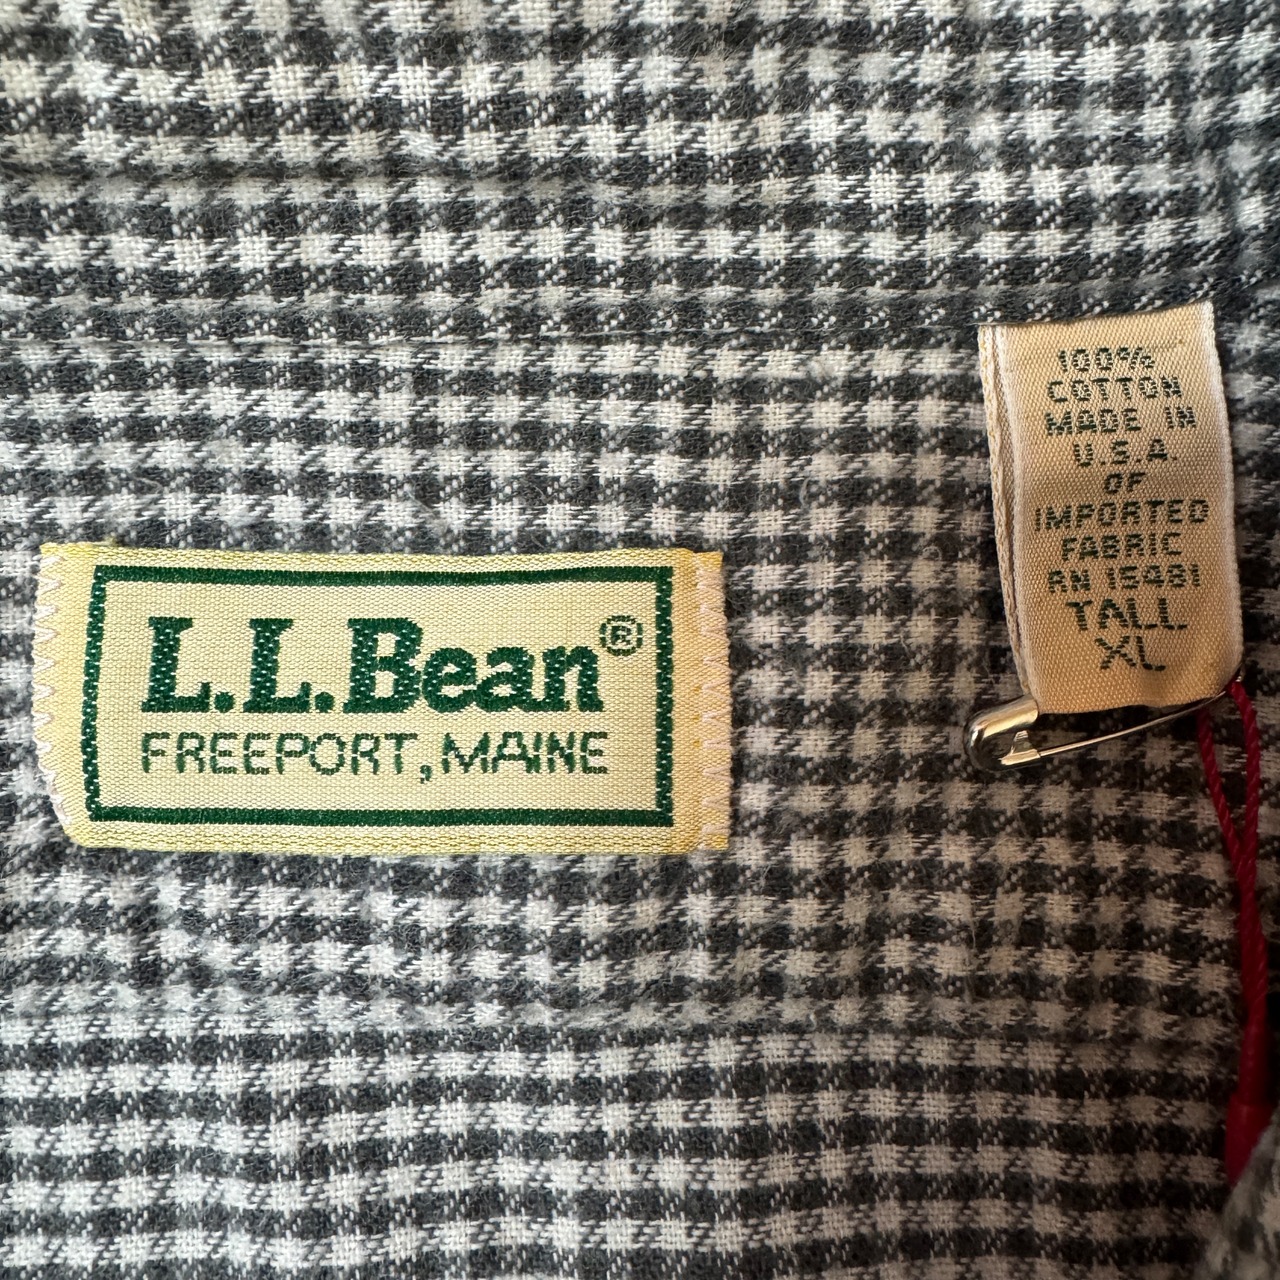 L.L.Bean®
FREEPORT, MAINE
100%
COTTON
MADE IN
U.S.A.
OF
IMPORTED
FABRIC
RN 15481
TALL
XL